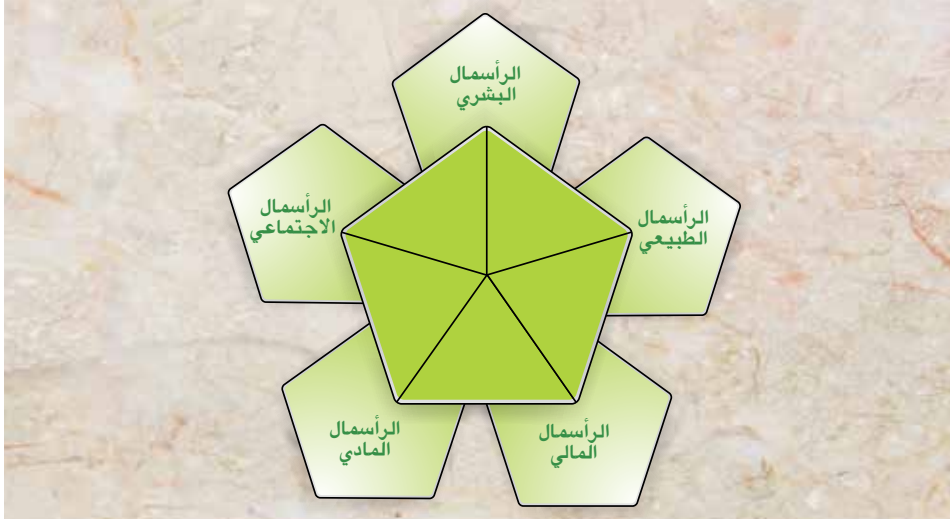 الرأسمال
البشري
الرأسمال
الطبيعي
الرأسمال
الاجتماعي
الرأسمال
المالي
الرأسمال
المادي